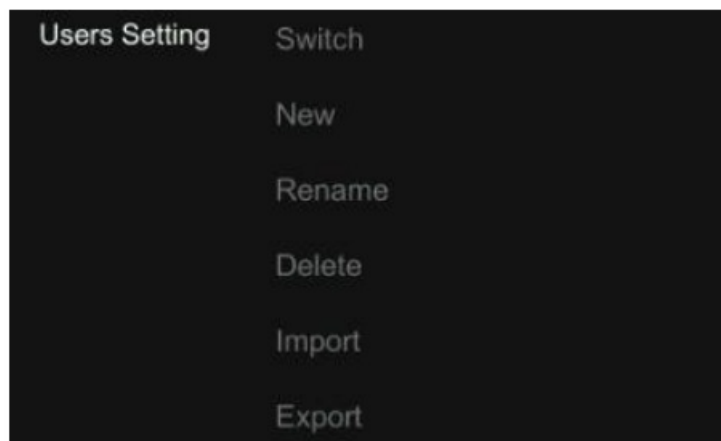 Users Setting
Switch
New
Rename
Delete
Import
Export